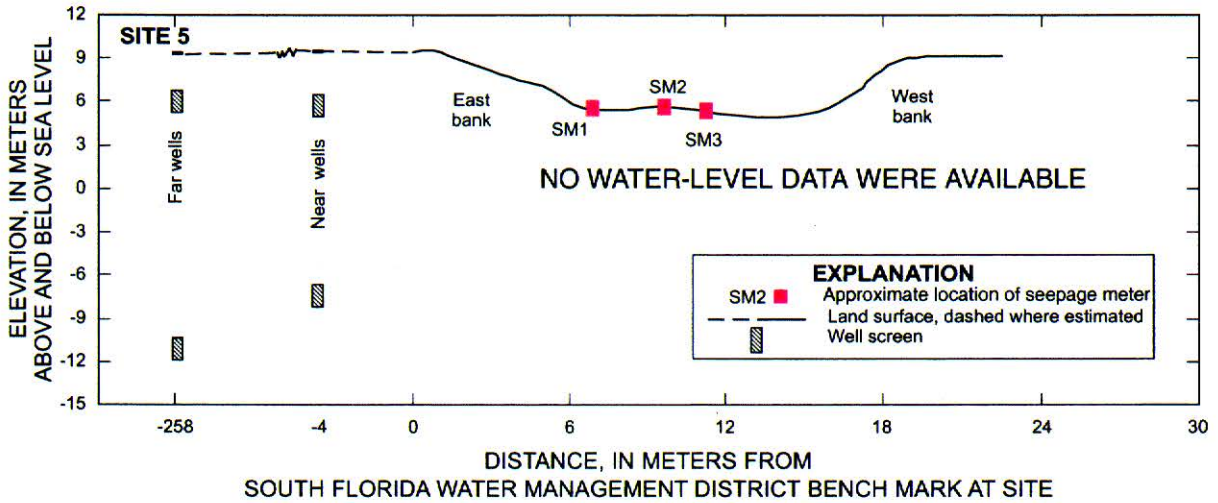 ELEVATION, IN METERS
ABOVE AND BELOW SEA LEVEL
12
9
6
3
0
-3
-6
-9
-12
-15
SITE 5
Far wells
Near wells
East
bank
SM1
SM2
SM3
West
bank
NO WATER-LEVEL DATA WERE AVAILABLE
EXPLANATION
SM2 Approximate location of seepage meter
Land surface, dashed where estimated
Well screen
-258 -4 0 6 12 18 24 30
DISTANCE, IN METERS FROM
SOUTH FLORIDA WATER MANAGEMENT DISTRICT BENCH MARK AT SITE